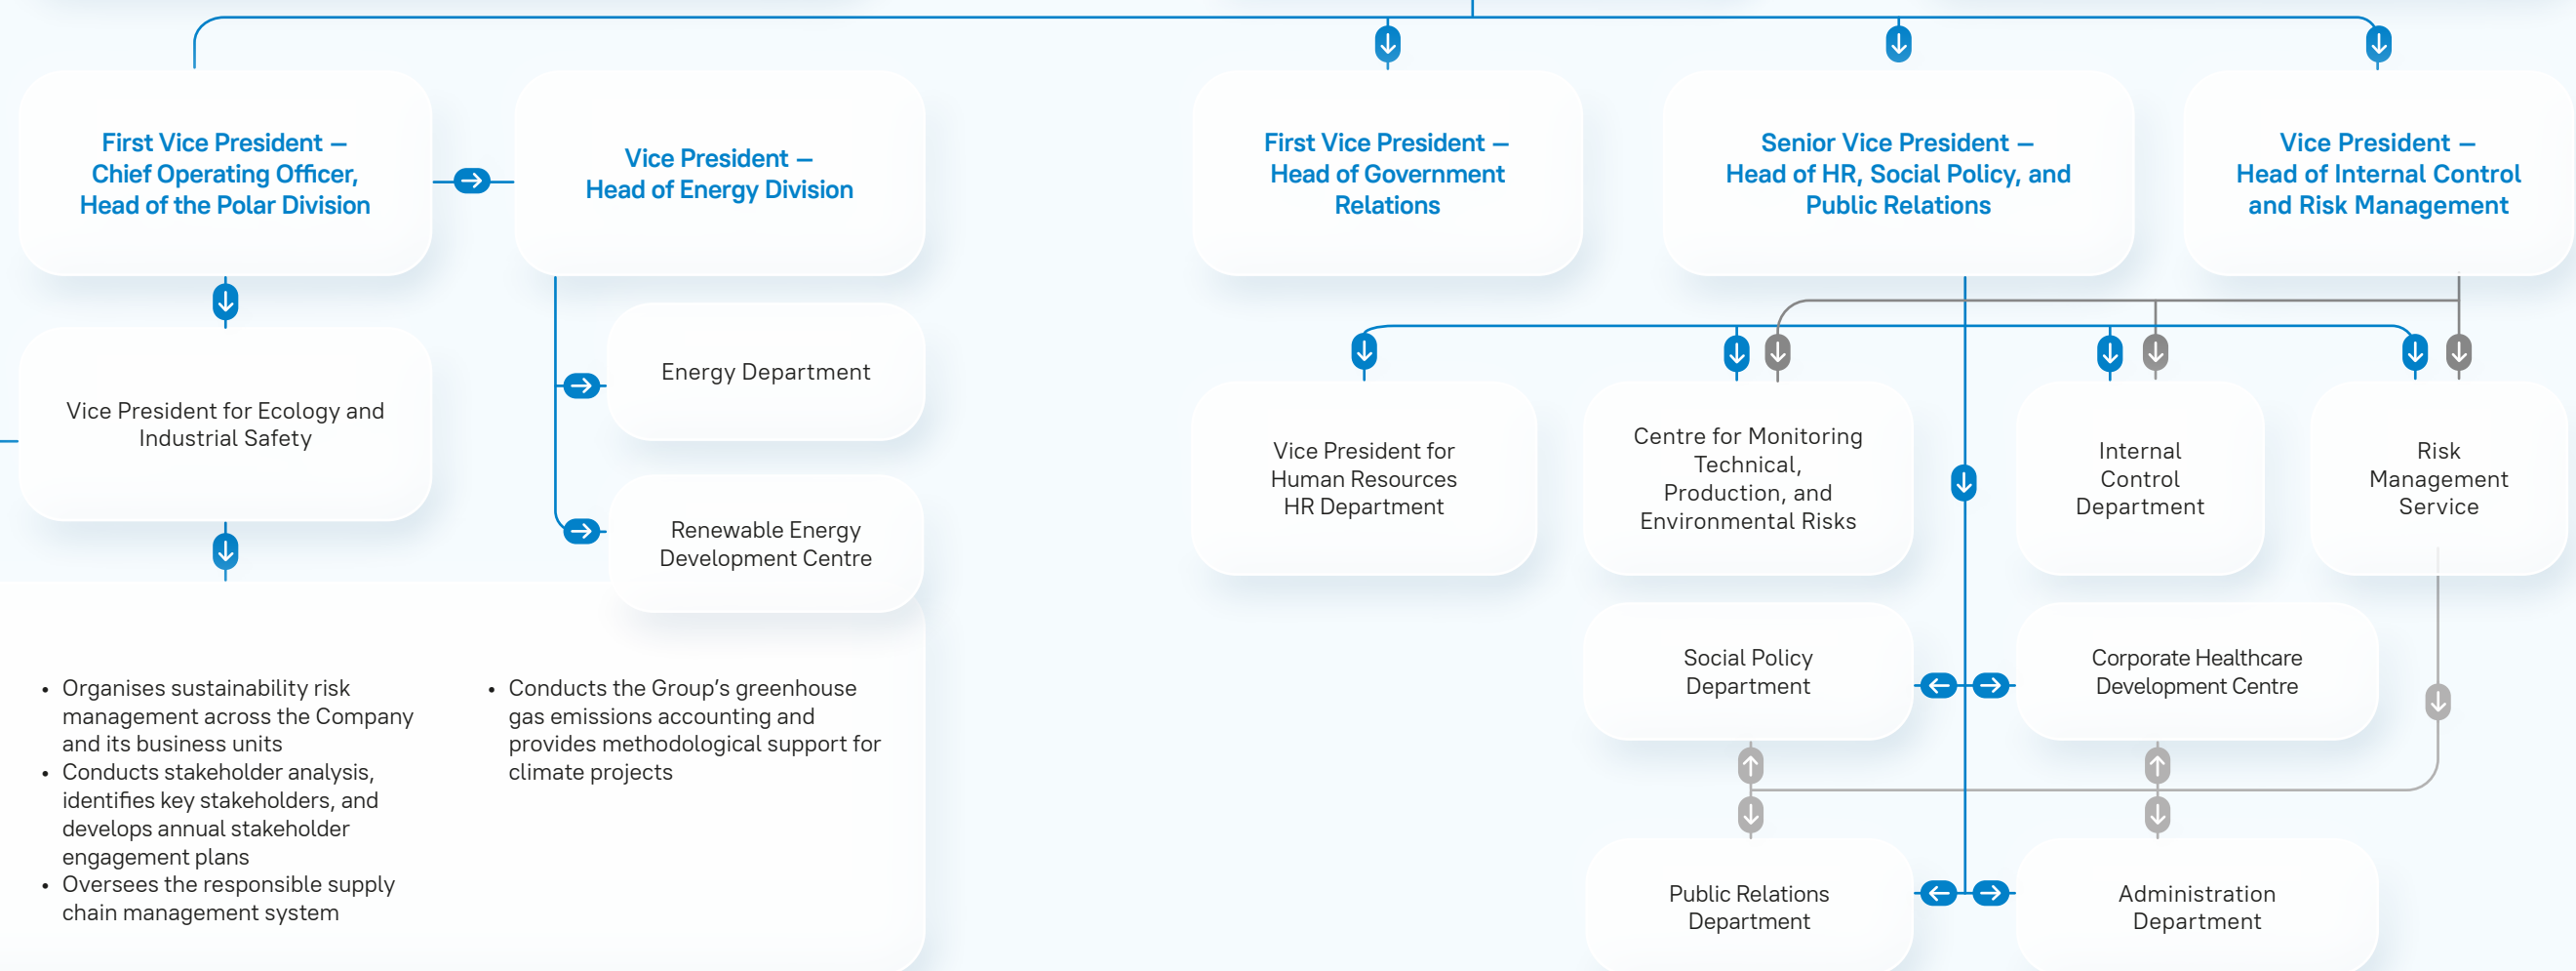 First Vice President –
Chief Operating Officer,
Head of the Polar Division
Vice President –
Head of Energy Division
First Vice President –
Head of Government
Relations
Senior Vice President –
Head of HR, Social Policy, and
Public Relations
Vice President –
Head of Internal Control
and Risk Management
Vice President for Ecology and
Industrial Safety
Energy Department
Renewable Energy
Development Centre
Vice President for
Human Resources
HR Department
Centre for Monitoring
Technical,
Production, and
Environmental Risks
Internal
Control
Department
Risk
Management
Service
Social Policy
Department
Corporate Healthcare
Development Centre
Public Relations
Department
Administration
Department
• Organises sustainability risk
management across the Company
and its business units
• Conducts stakeholder analysis,
identifies key stakeholders, and
develops annual stakeholder
engagement plans
• Oversees the responsible supply
chain management system
• Conducts the Group’s greenhouse
gas emissions accounting and
provides methodological support for
climate projects